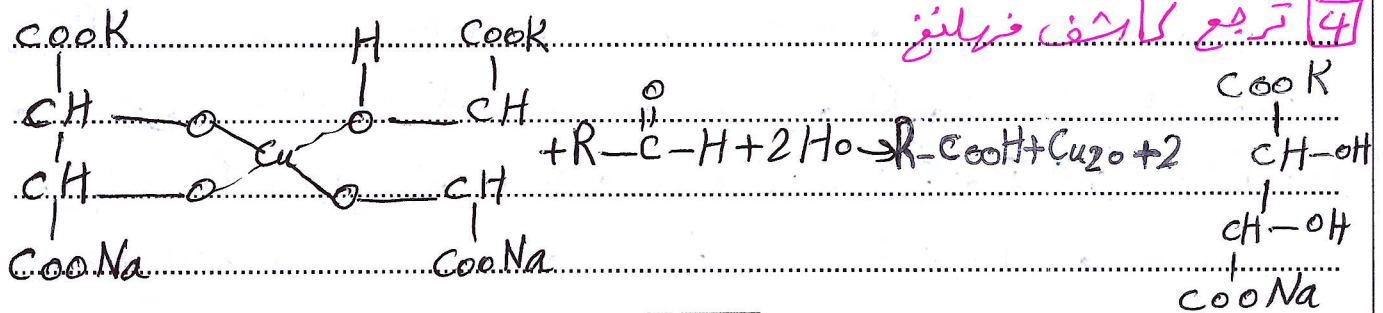 4 ترجع كاشف فهلنغ
COOK H COOK COOK
CH O O CH O CH-OH
Cu +R-C-H+2HO→R-COOH+Cu2O+2
CH O O CH CH-OH
COONa COONa COONa